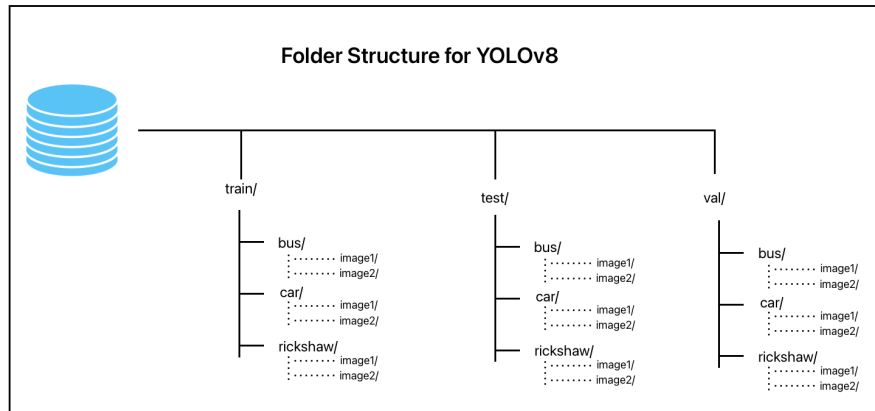 Folder Structure for YOLOv8
train/
bus/
image1/
image2/
car/
image1/
image2/
rickshaw/
image1/
image2/
test/
bus/
image1/
image2/
car/
image1/
image2/
rickshaw/
image1/
image2/
val/
bus/
image1/
image2/
car/
image1/
image2/
rickshaw/
image1/
image2/